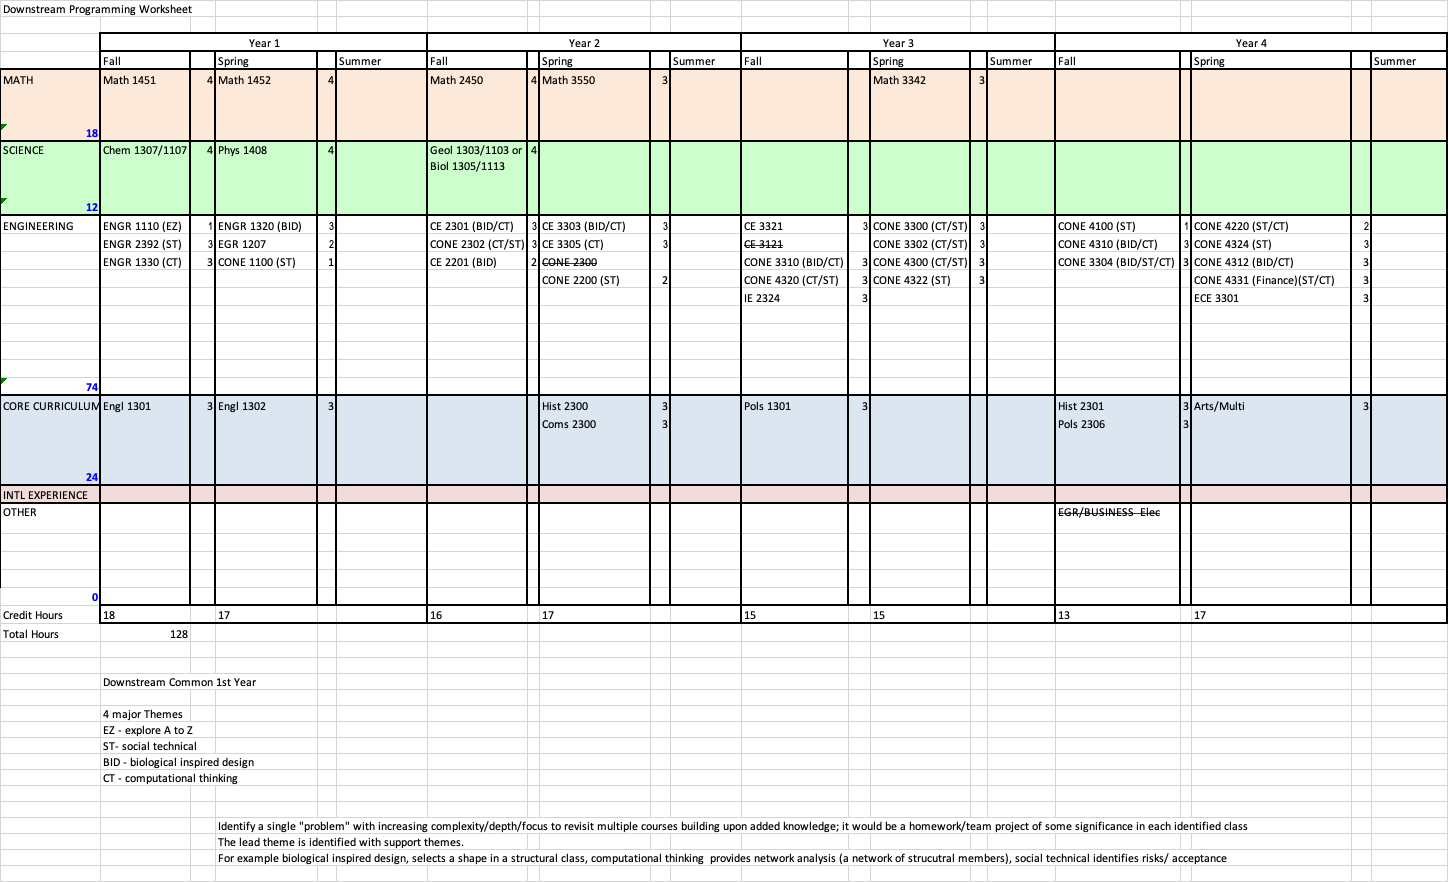 Downstream Programming Worksheet
Year 1 Year 2 Year 3 Year 4
Fall Spring Summer Fall Spring Summer Fall Spring Summer Fall Spring Summer
MATH Math 1451 4 Math 1452 4 Math 2450 4 Math 3550 3 Math 3342 3
18
SCIENCE Chem 1307/1107 4 Phys 1408 4 Geol 1303/1103 or 4
Biol 1305/1113
12
ENGINEERING ENGR 1110 (EZ) 1 ENGR 1320 (BID) 3 CE 2301 (BID/CT) 3 CE 3303 (BID/CT) 3 CE 3321 3 CONE 3300 (CT/ST) 3 CONE 4100 (ST) 1 CONE 4220 (ST/CT) 2
ENGR 2392 (ST) 3 EGR 1207 2 CONE 2302 (CT/ST) 3 CE 3305 (CT) 3 CE 3121 CONE 3302 (CT/ST) 3 CONE 4310 (BID/CT) 3 CONE 4324 (ST) 3
ENGR 1330 (CT) 3 CONE 1100 (ST) 1 CE 2201 (BID) 2 CONE 2300 CONE 3310 (BID/CT) 3 CONE 4300 (CT/ST) 3 CONE 3304 (BID/ST/CT) 3 CONE 4312 (BID/CT) 3
CONE 2200 (ST) 2 CONE 4320 (CT/ST) 3 CONE 4322 (ST) 3 CONE 4331 (Finance)(ST/CT) 3
IE 2324 3 ECE 3301 3
74
CORE CURRICULUM Engl 1301 3 Engl 1302 3 Hist 2300 3 Pols 1301 3 Hist 2301 3 Arts/Multi 3
Coms 2300 3 Pols 2306 3
24
INTL EXPERIENCE
OTHER EGR/BUSINESS Elec
0
Credit Hours 18 17 16 17 15 15 13 17
Total Hours 128
Downstream Common 1st Year
4 major Themes
EZ - explore A to Z
ST- social technical
BID - biological inspired design
CT - computational thinking
Identify a single "problem" with increasing complexity/depth/focus to revisit multiple courses building upon added knowledge; it would be a homework/team project of some significance in each identified class
The lead theme is identified with support themes.
For example biological inspired design, selects a shape in a structural class, computational thinking  provides network analysis (a network of strucutral members), social technical identifies risks/ acceptance